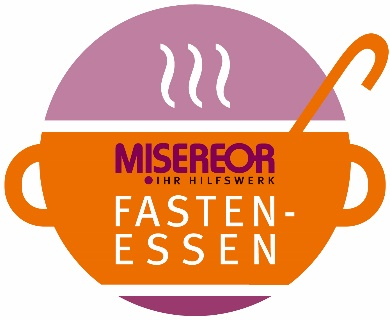 MISEREOR
IHR HILFSWERK
FASTEN-
ESSEN